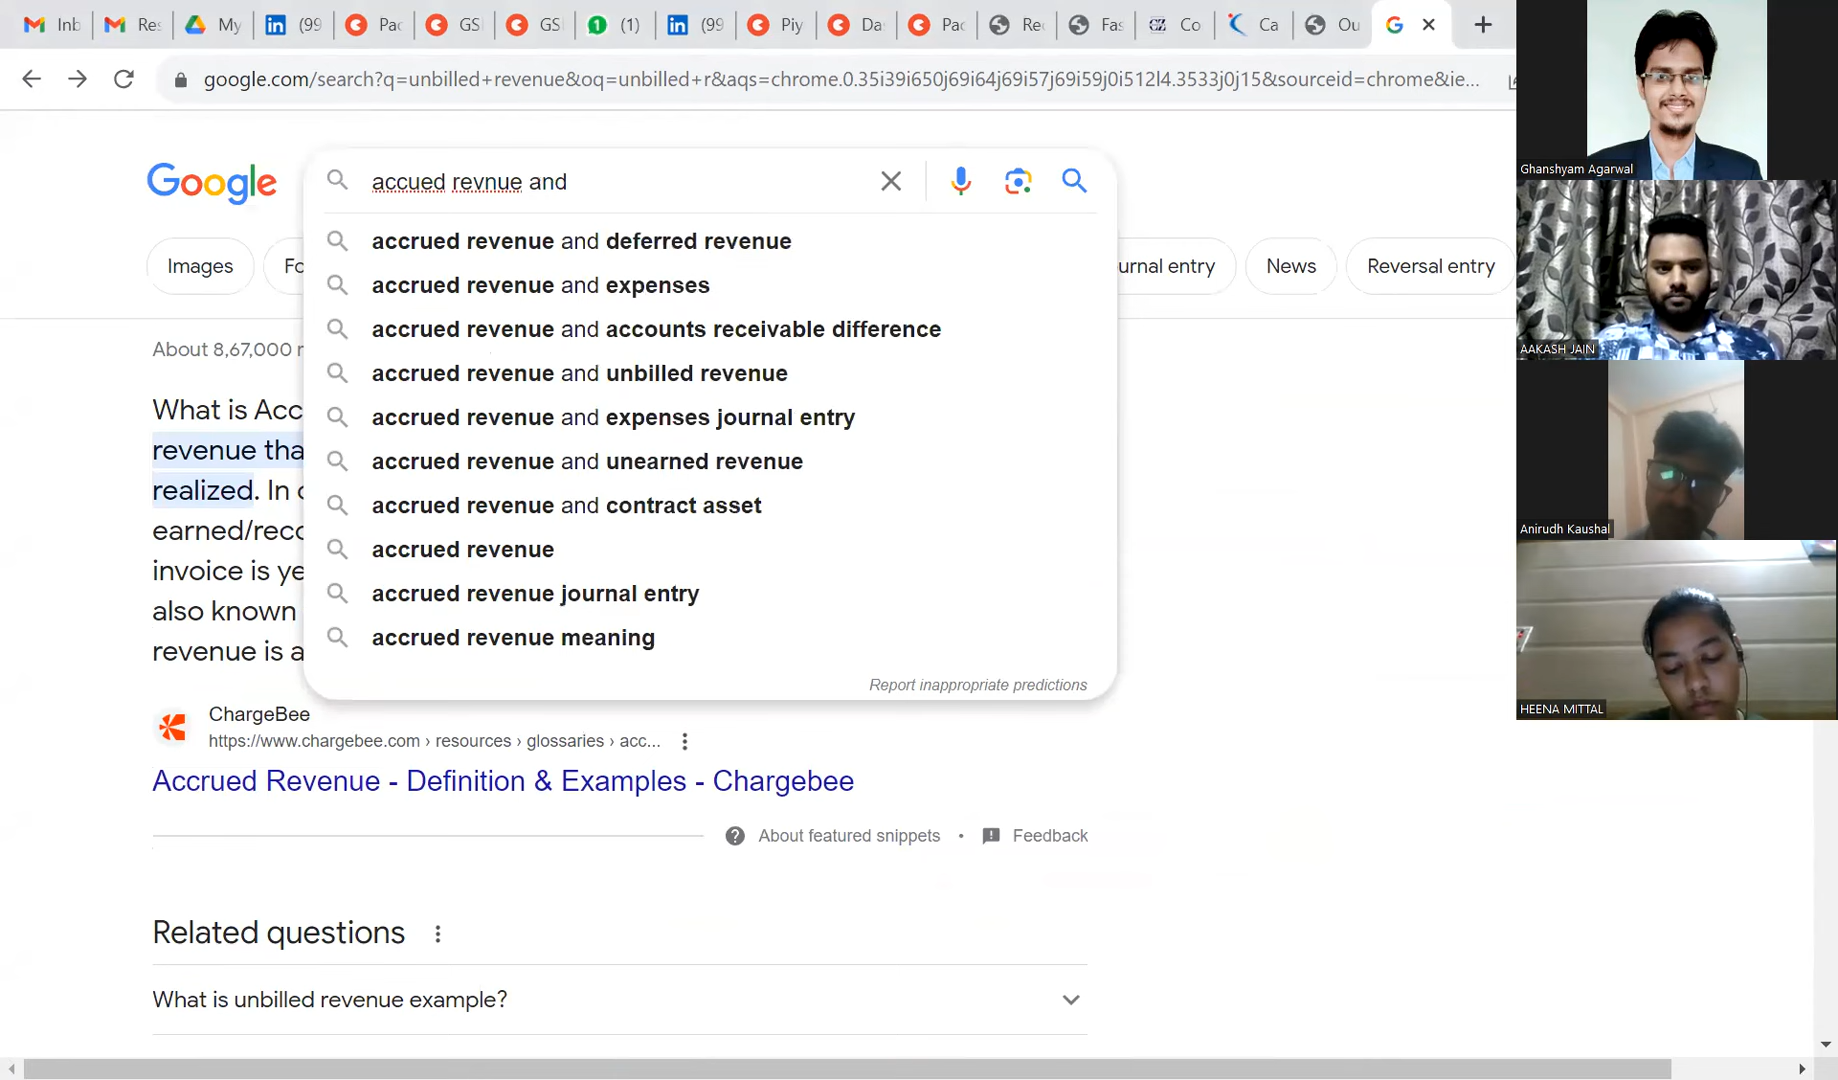 Inb
Res
My
(99
Pac
GS
GS
(1)
(99
Piy
Da
Pac
Rec
Fas
Co
Ca
Ou
google.com/search?q=unbilled+revenue&oq=unbilled+r&aqs=chrome.0.35i39i650j69i64j69i57j69i59j0i512l4.3533j0j15&sourceid=chrome&ie...
Google
accued revnue and
Images
Fo
urnal entry
News
Reversal entry
accrued revenue and deferred revenue
accrued revenue and expenses
accrued revenue and accounts receivable difference
accrued revenue and unbilled revenue
accrued revenue and expenses journal entry
accrued revenue and unearned revenue
accrued revenue and contract asset
accrued revenue
accrued revenue journal entry
accrued revenue meaning
Report inappropriate predictions
About 8,67,000 r
What is Acc
revenue tha
realized. In c
earned/reco
invoice is ye
also known
revenue is a
ChargeBee
https://www.chargebee.com › resources › glossaries › acc...
Accrued Revenue - Definition & Examples - Chargebee
About featured snippets • Feedback
Related questions
What is unbilled revenue example?
Ghanshyam Agarwal
AAKASH JAIN
Anirudh Kaushal
HEENA MITTAL